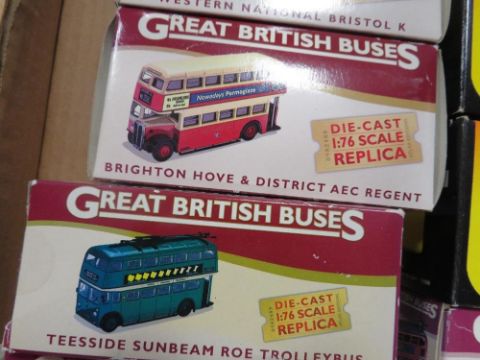 WESTERN NATIONAL BRISTOL K
GREAT BRITISH BUSES
Nowadays Permaglaze
DIE-CAST
1:76 SCALE
REPLICA
BRIGHTON HOVE & DISTRICT AEC REGENT
GREAT BRITISH BUSES
DIE-CAST
1:76 SCALE
REPLICA
TEESSIDE SUNBEAM ROE TROLLEYBUS